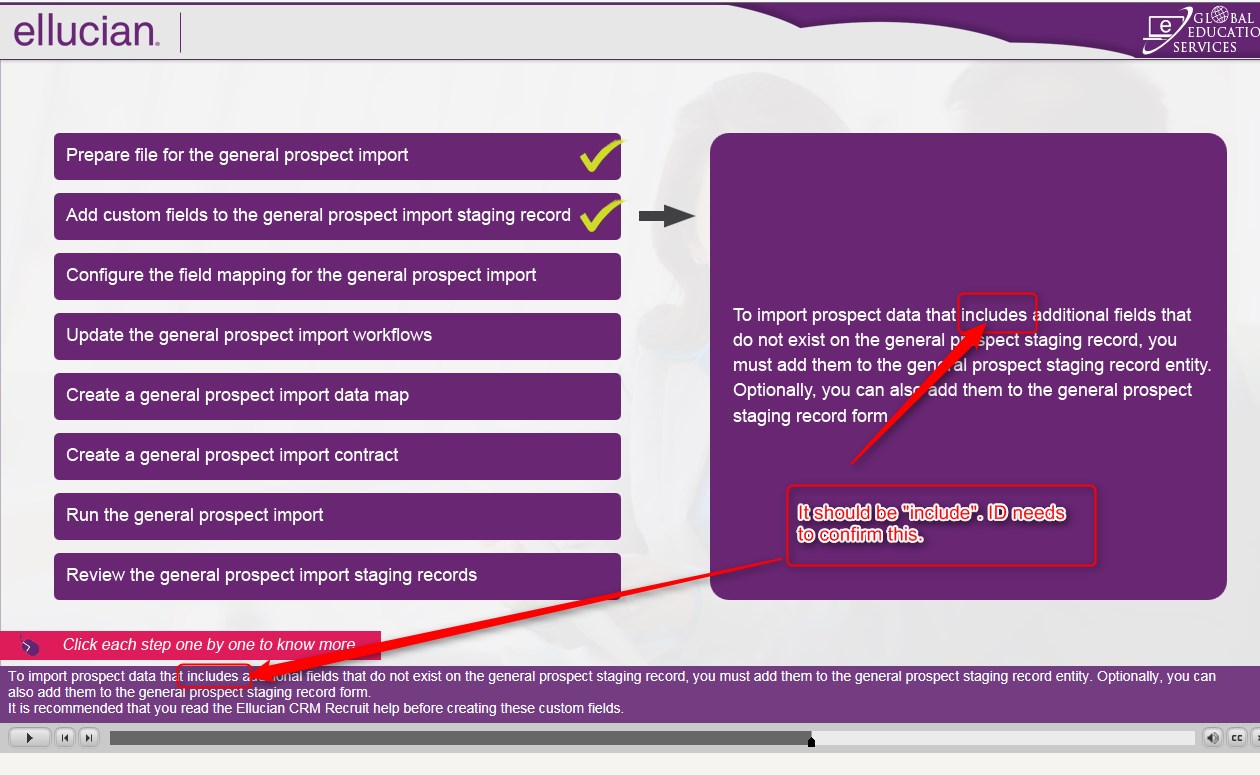 ellucian.
GLOBAL
EDUCATIO
SERVICES
Prepare file for the general prospect import
Add custom fields to the general prospect import staging record
Configure the field mapping for the general prospect import
Update the general prospect import workflows
Create a general prospect import data map
Create a general prospect import contract
Run the general prospect import
Review the general prospect import staging records
To import prospect data that includes additional fields that
do not exist on the general prospect staging record, you
must add them to the general prospect staging record entity.
Optionally, you can also add them to the general prospect
staging record form
It should be "include". ID needs
to confirm this.
Click each step one by one to know more
To import prospect data that includes additional fields that do not exist on the general prospect staging record, you must add them to the general prospect staging record entity. Optionally, you can
also add them to the general prospect staging record form.
It is recommended that you read the Ellucian CRM Recruit help before creating these custom fields.
CC